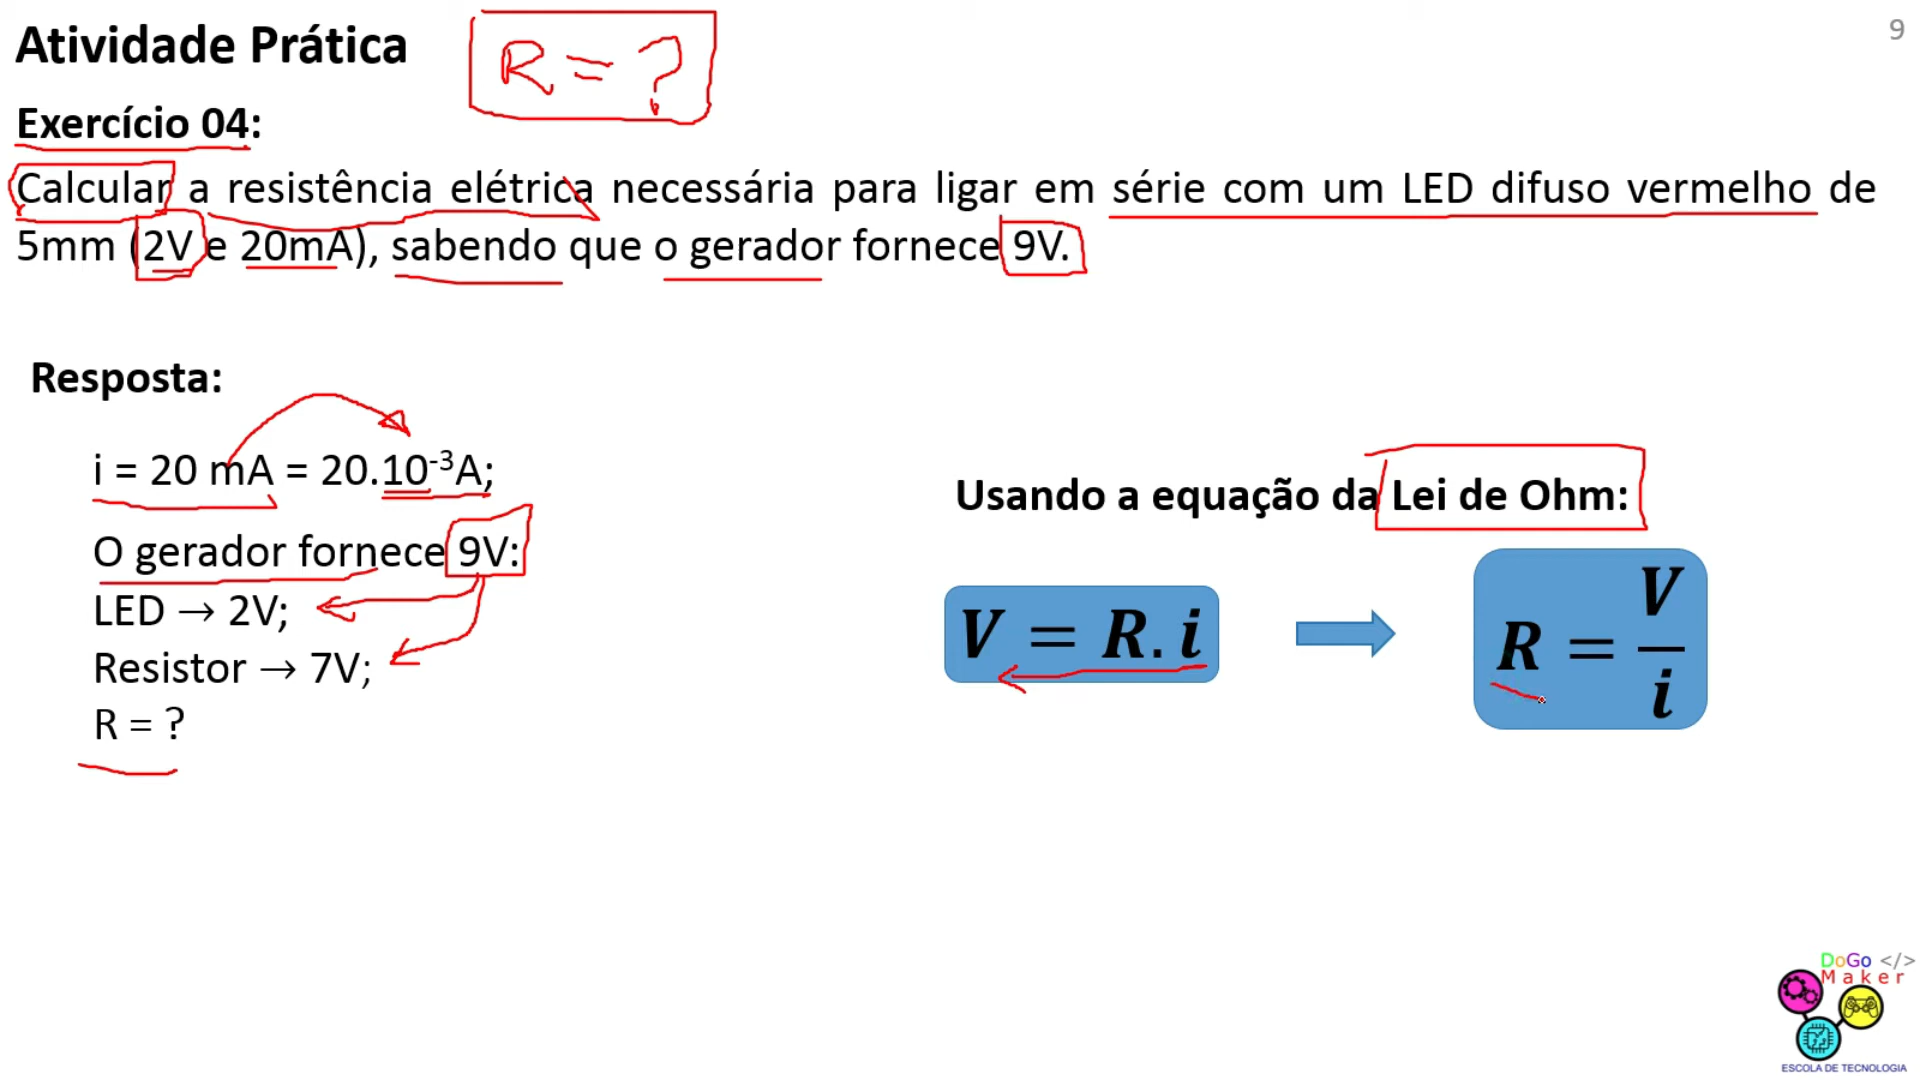 Atividade Prática
R = ?
9
Exercício 04:
Calcular a resistência elétrica necessária para ligar em série com um LED difuso vermelho de
5mm (2V e 20mA), sabendo que o gerador fornece 9V.
Resposta:
i = 20 mA = 20.10⁻³A;
O gerador fornece 9V:
LED → 2V;
Resistor → 7V;
R = ?
Usando a equação da Lei de Ohm:
V = R.i
R = V/i
DoGo </>
Maker
ESCOLA DE TECNOLOGIA